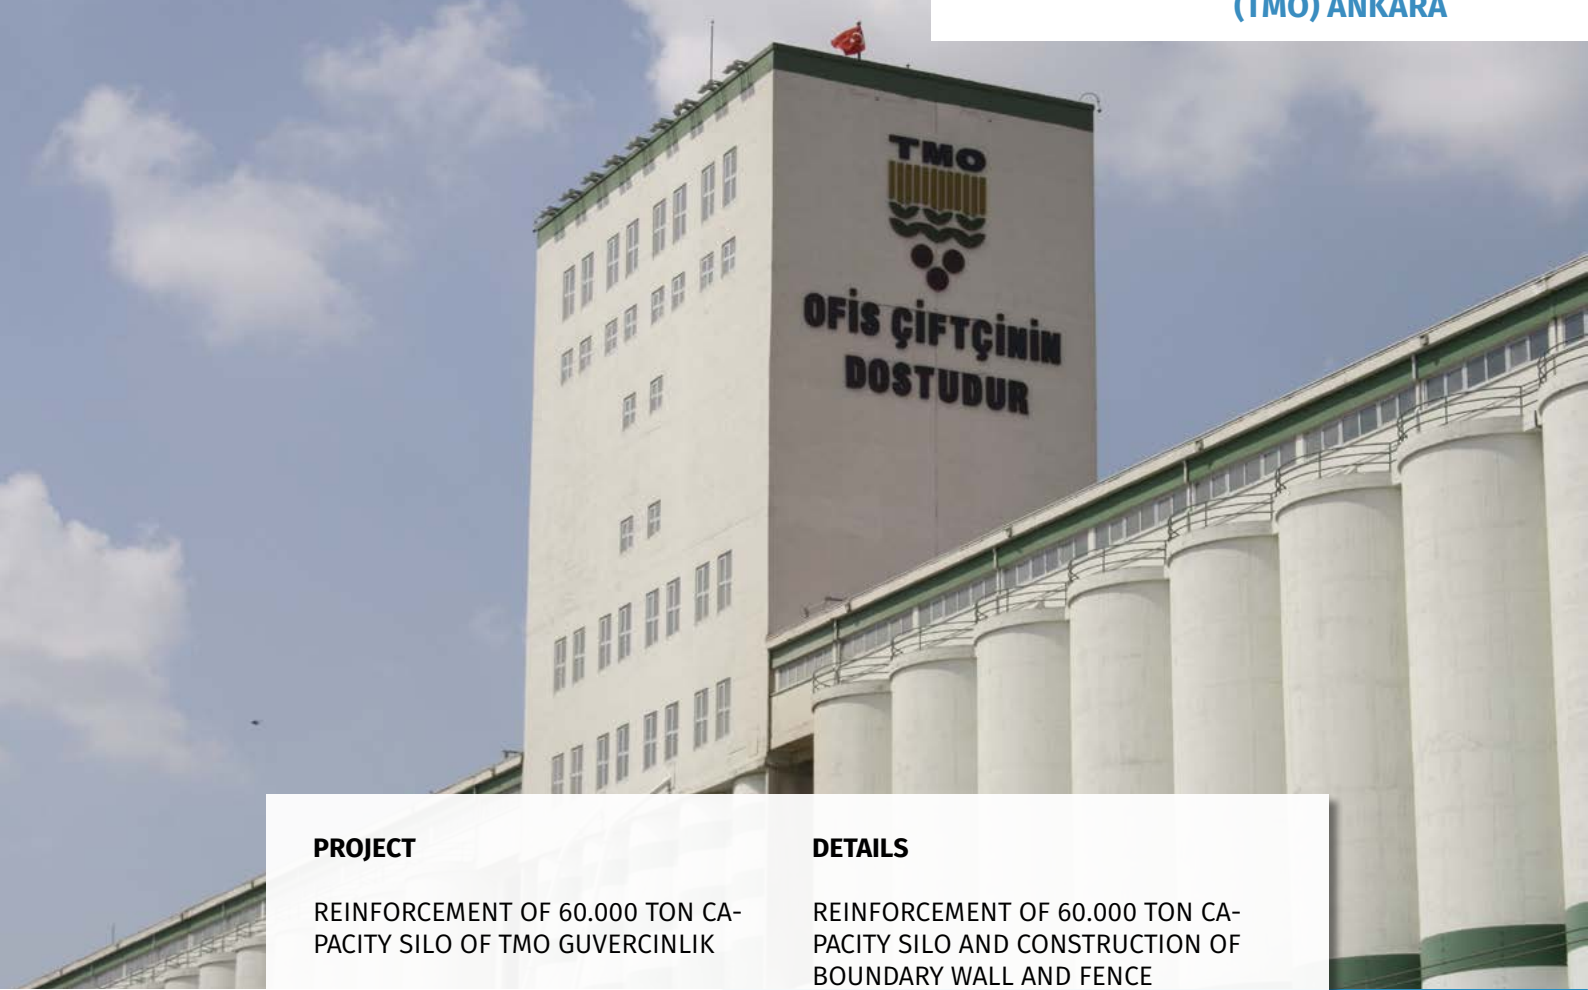 (TMO) ANKARA
TMO
OFİS ÇİFTÇİNİN
DOSTUDUR
PROJECT
REINFORCEMENT OF 60.000 TON CA-
PACITY SILO OF TMO GUVERCINLIK
DETAILS
REINFORCEMENT OF 60.000 TON CA-
PACITY SILO AND CONSTRUCTION OF
BOUNDARY WALL AND FENCE